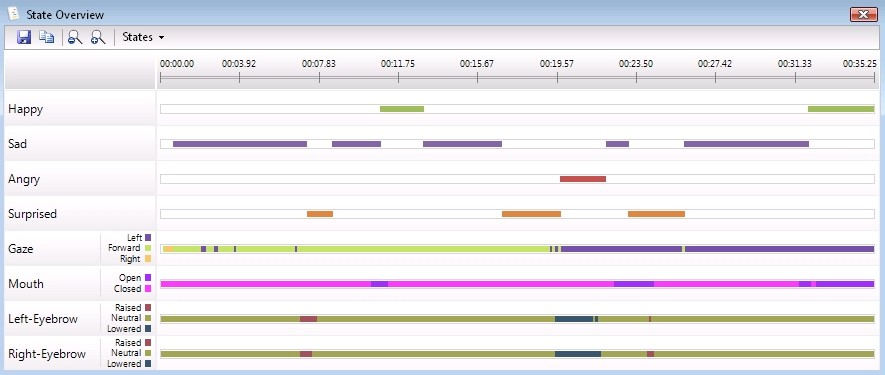 State Overview
States
00:00.00 00:03.92 00:07.83 00:11.75 00:15.67 00:19.57 00:23.50 00:27.42 00:31.33 00:35.25
Happy
Sad
Angry
Surprised
Gaze
Left
Forward
Right
Mouth
Open
Closed
Left-Eyebrow
Raised
Neutral
Lowered
Right-Eyebrow
Raised
Neutral
Lowered